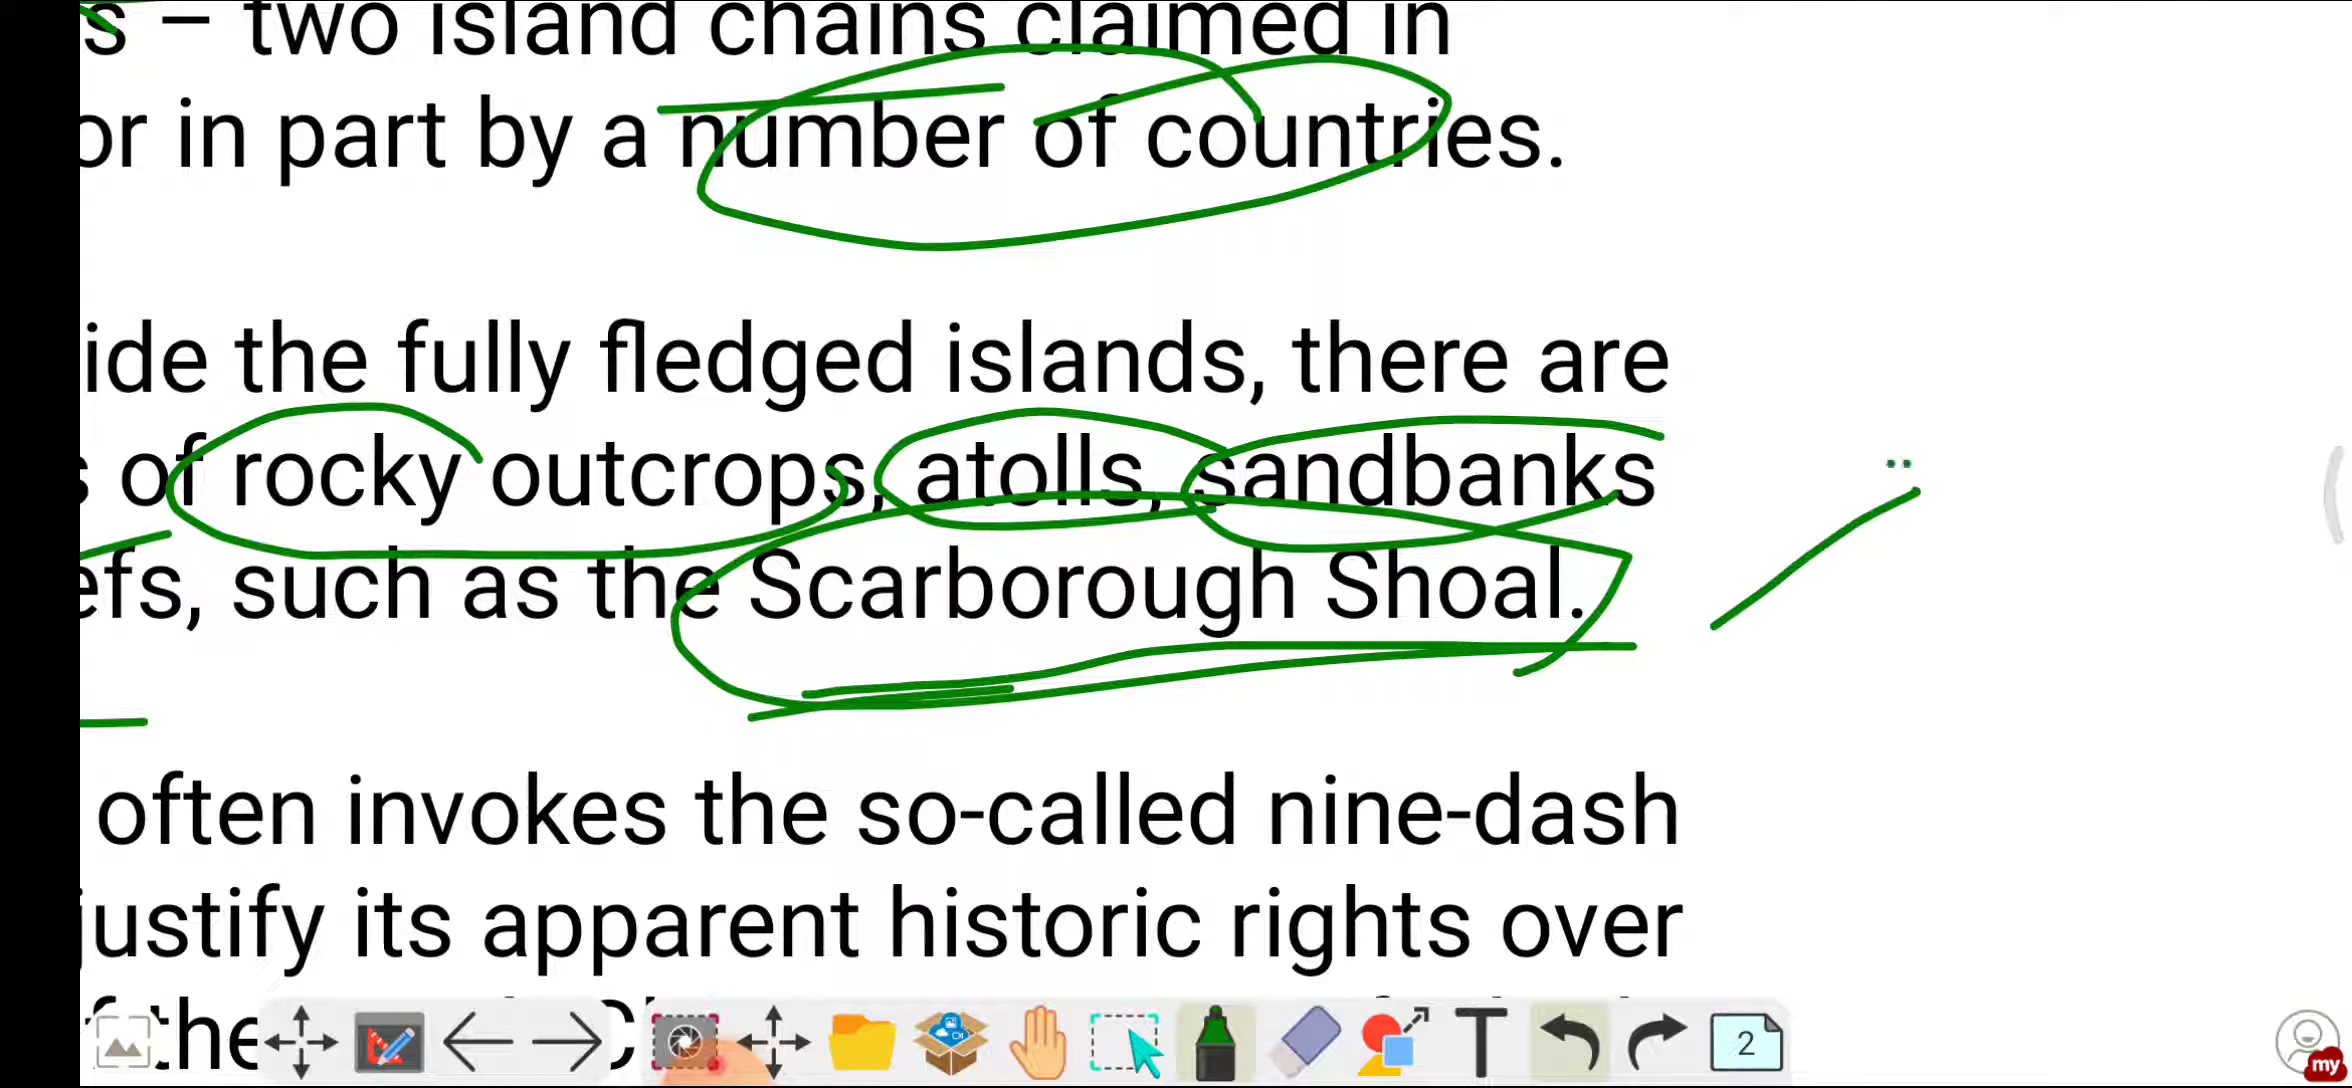 s – two island chains claimed in
or in part by a number of countries.
ide the fully fledged islands, there are
s of rocky outcrops, atolls, sandbanks
efs, such as the Scarborough Shoal.
often invokes the so-called nine-dash
justify its apparent historic rights over
f the
2
my